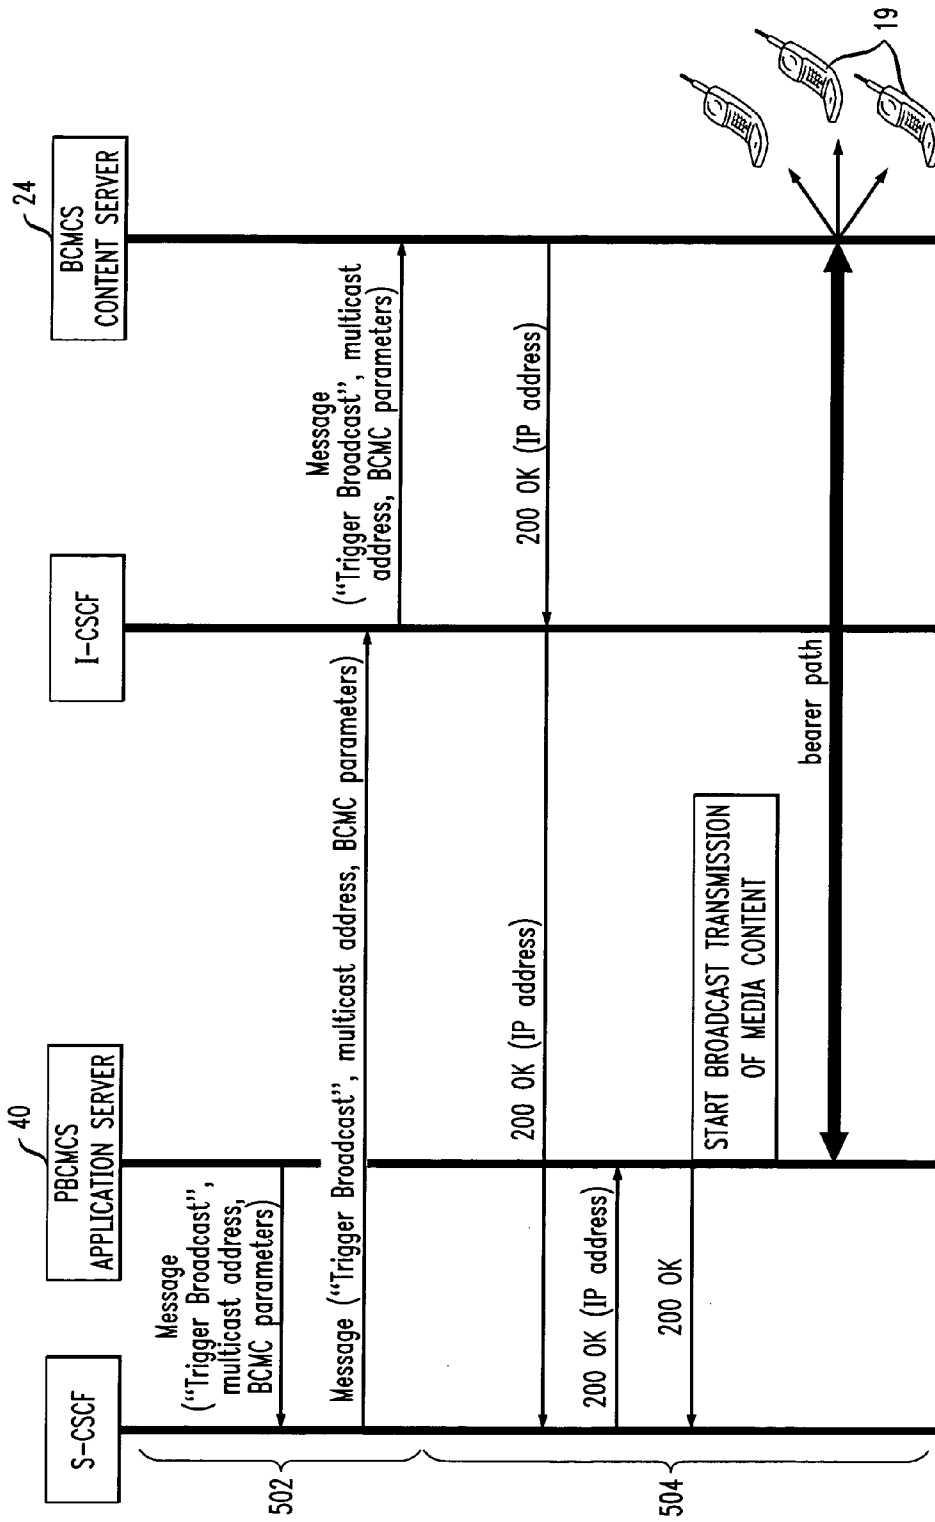 S-CSCF
40
PBCMCS
APPLICATION SERVER
I-CSCF
24
BCMCS
CONTENT SERVER
502
Message
("Trigger Broadcast",
multicast address,
BCMC parameters)
Message ("Trigger Broadcast", multicast address, BCMC parameters)
Message
("Trigger Broadcast", multicast
address, BCMC parameters)
504
200 OK (IP address)
200 OK (IP address)
200 OK (IP address)
200 OK
START BROADCAST TRANSMISSION
OF MEDIA CONTENT
bearer path
19